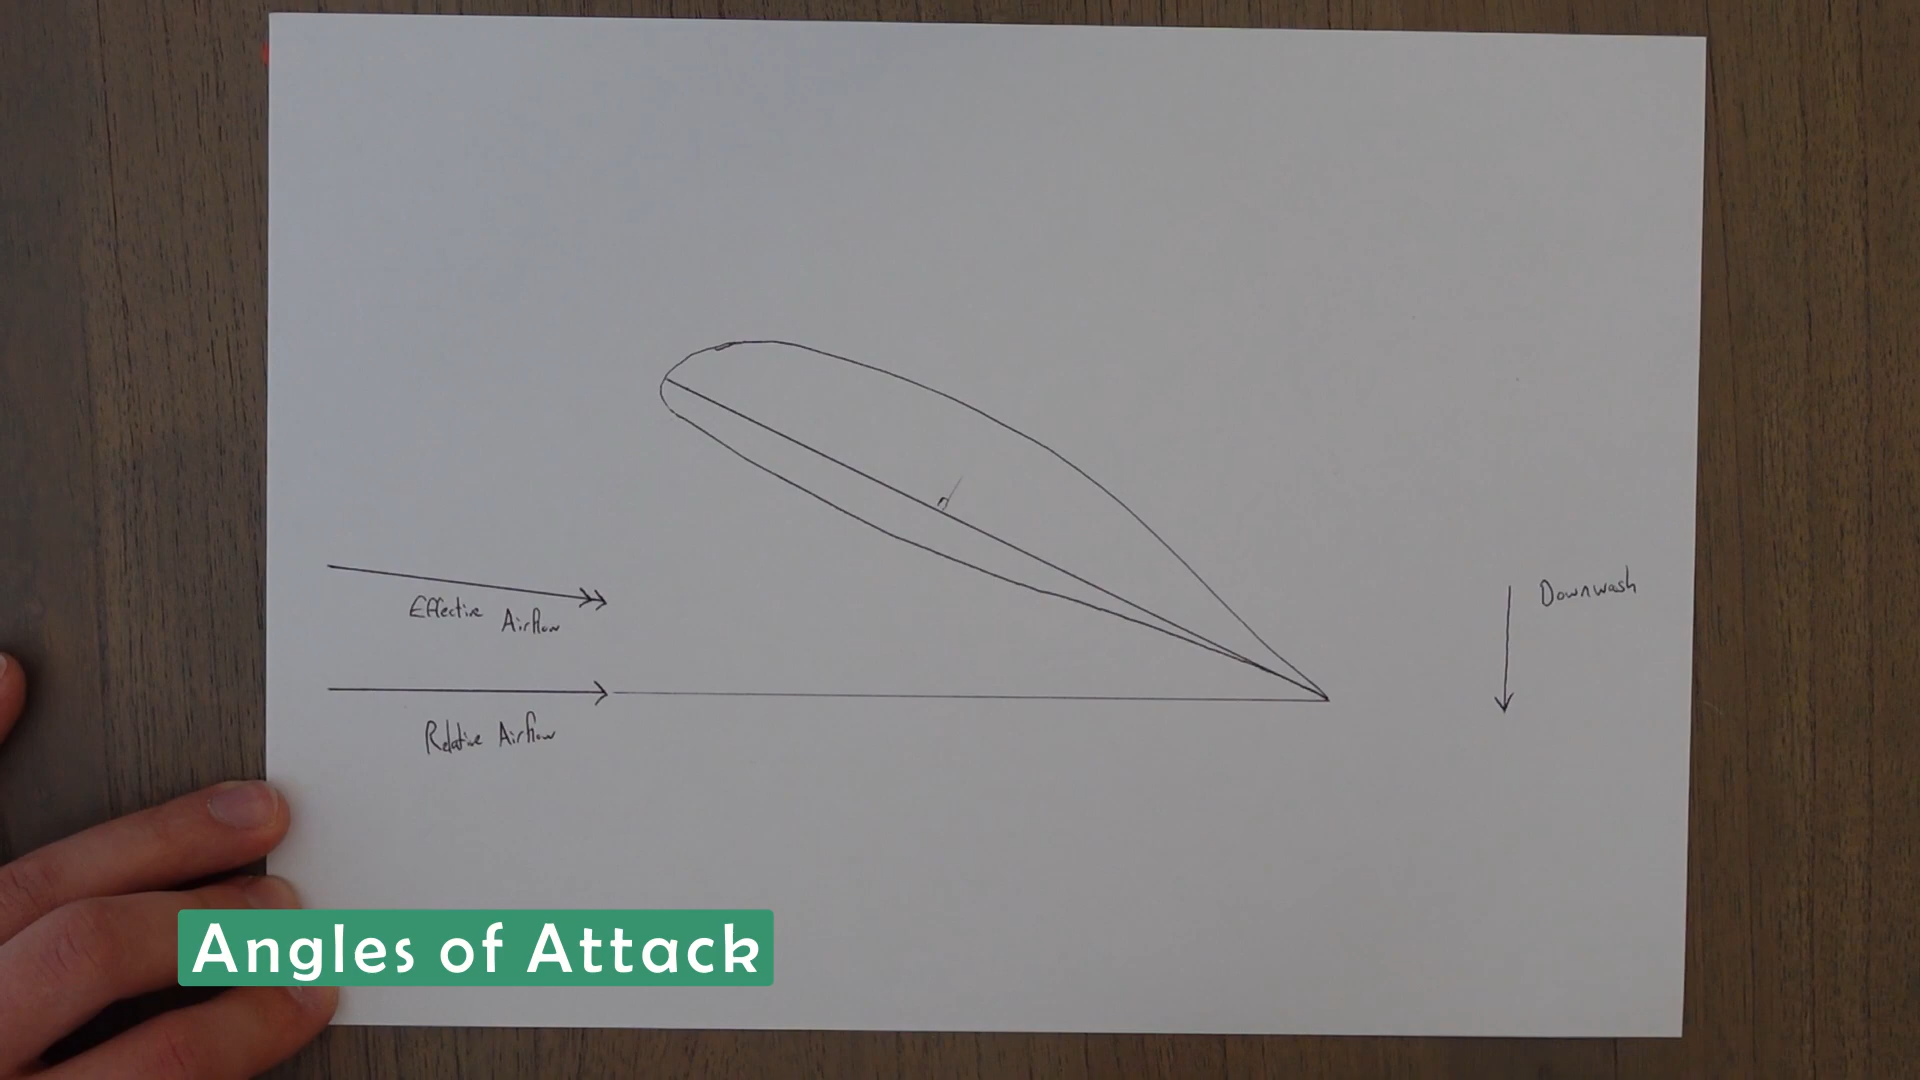 Effective Airflow
Relative Airflow
Downwash
Angles of Attack